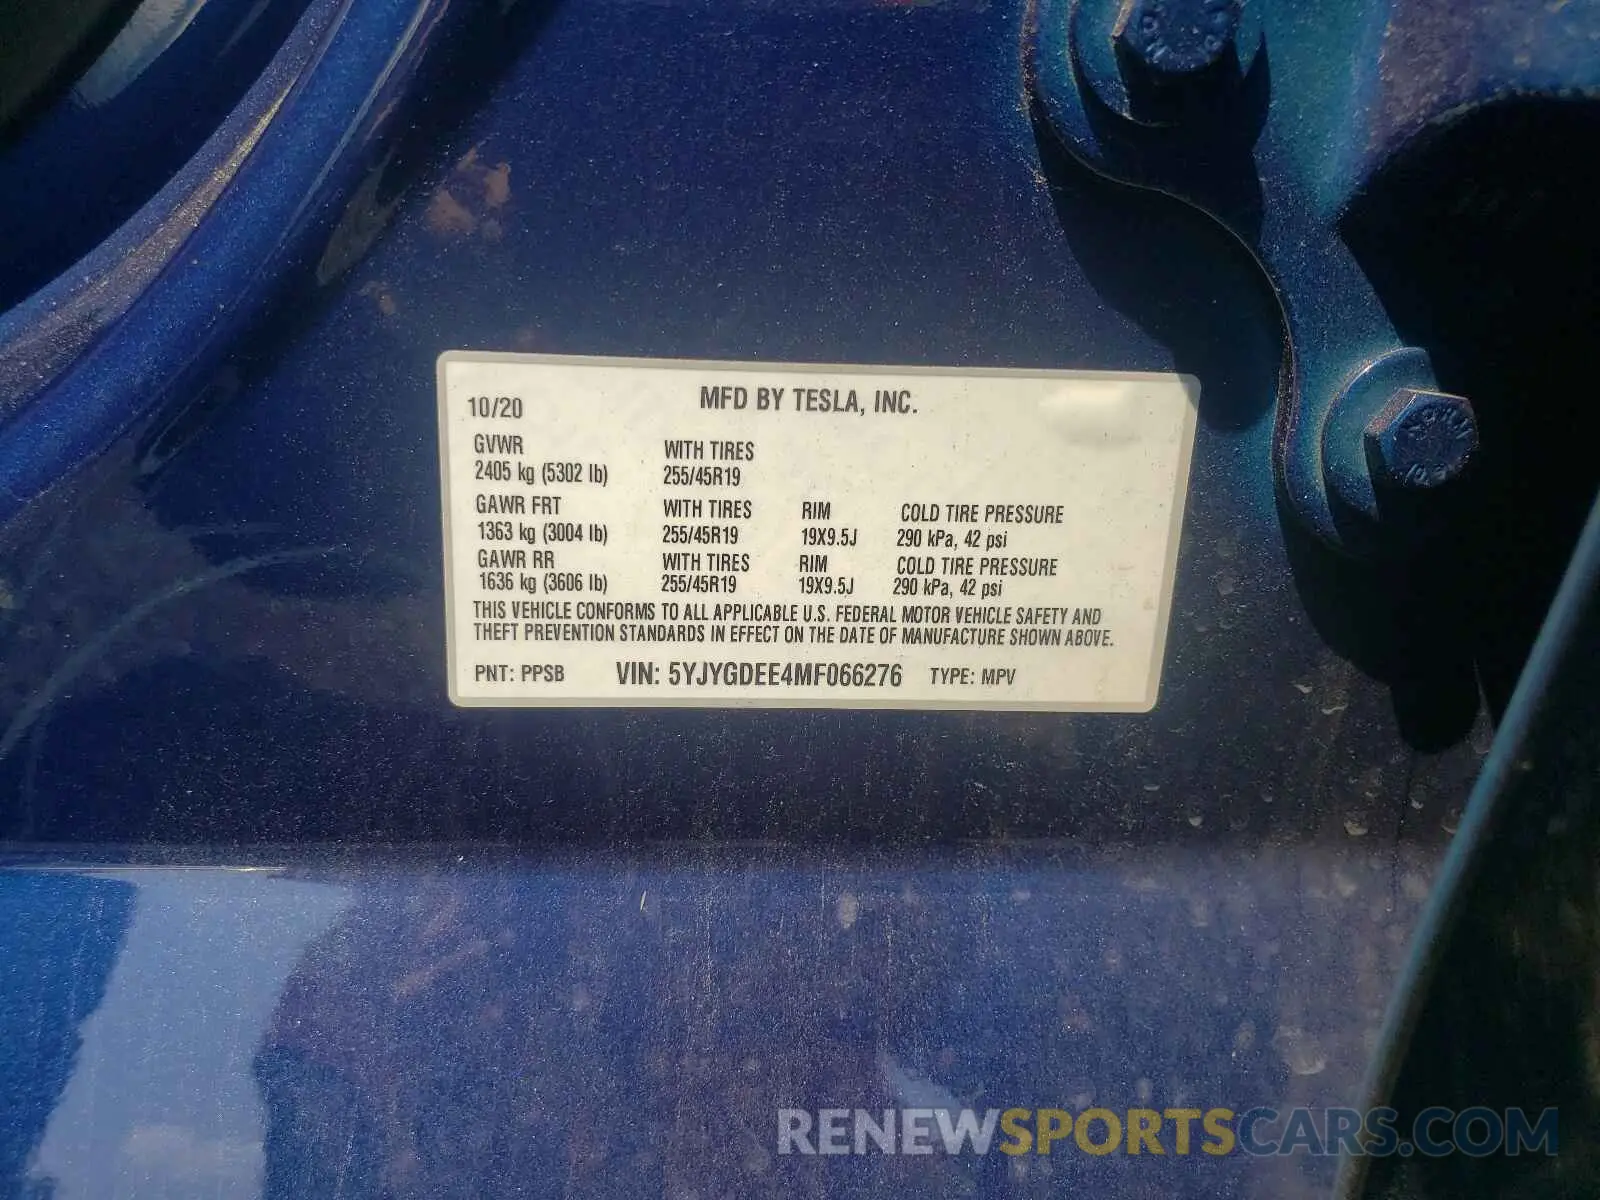 MFD BY TESLA, INC.
10/20
GVWR WITH TIRES
2405 kg (5302 lb) 255/45R19
GAWR FRT WITH TIRES RIM COLD TIRE PRESSURE
1363 kg (3004 lb) 255/45R19 19X9.5J 290 kPa, 42 psi
GAWR RR WITH TIRES RIM COLD TIRE PRESSURE
1636 kg (3606 lb) 255/45R19 19X9.5J 290 kPa, 42 psi
THIS VEHICLE CONFORMS TO ALL APPLICABLE U.S. FEDERAL MOTOR VEHICLE SAFETY AND
THEFT PREVENTION STANDARDS IN EFFECT ON THE DATE OF MANUFACTURE SHOWN ABOVE.
PNT: PPSB VIN: 5YJYGDEE4MF066276 TYPE: MPV
RENEWSPORTSCARS.COM